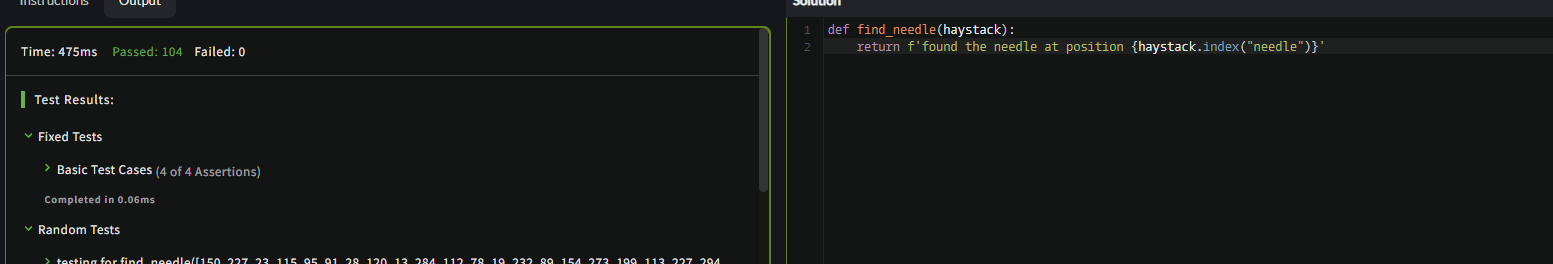 Instructions
Output
Time: 475ms Passed: 104 Failed: 0
Test Results:
Fixed Tests
Basic Test Cases (4 of 4 Assertions)
Completed in 0.06ms
Random Tests
testing for find_needle([150, 227, 23, 115, 95, 91, 28, 120, 13, 284, 112, 78, 19, 232, 89, 154, 273, 199, 113, 227, 294,
Solution
1 def find_needle(haystack):
2 return f'found the needle at position {haystack.index("needle")}'